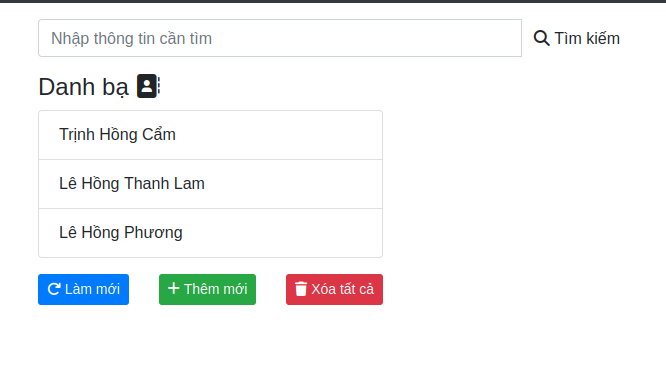 Nhập thông tin cần tìm
Tìm kiếm
Danh bạ
Trịnh Hồng Cẩm
Lê Hồng Thanh Lam
Lê Hồng Phương
Làm mới
Thêm mới
Xóa tất cả